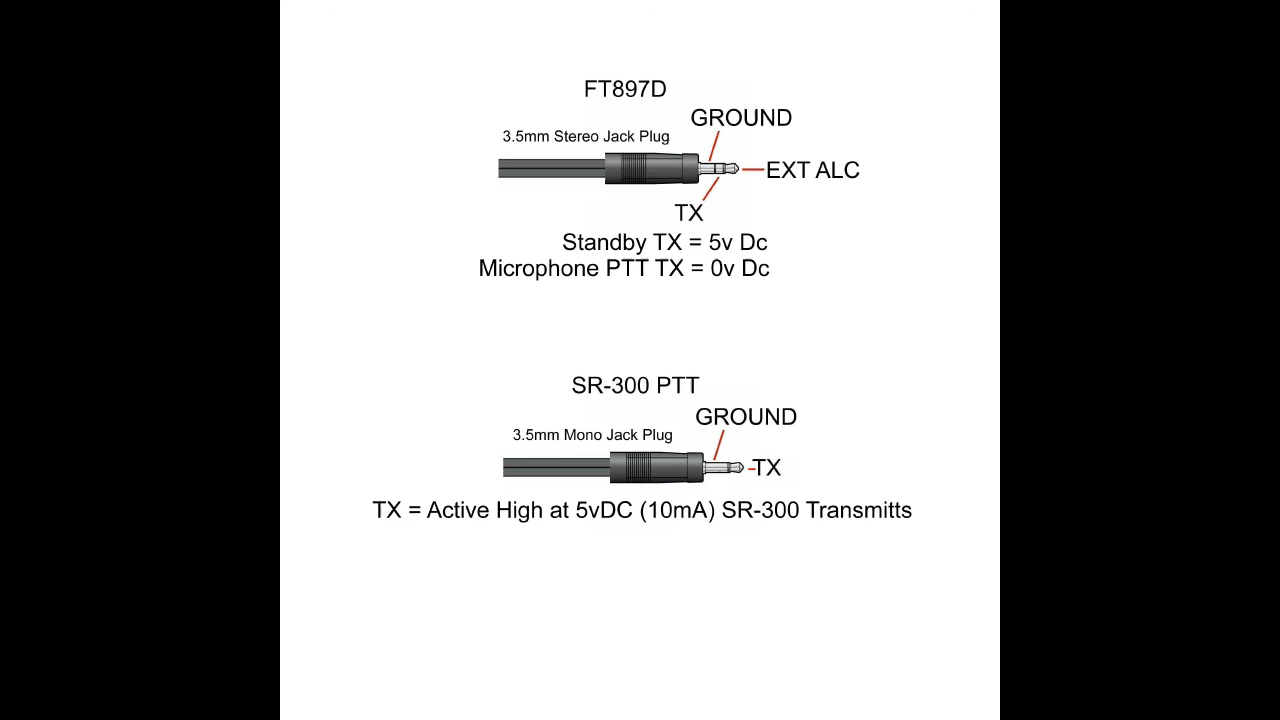 FT897D
GROUND
3.5mm Stereo Jack Plug
EXT ALC
TX
Standby TX = 5v Dc
Microphone PTT TX = 0v Dc
SR-300 PTT
GROUND
3.5mm Mono Jack Plug
TX
TX = Active High at 5vDC (10mA) SR-300 Transmitts